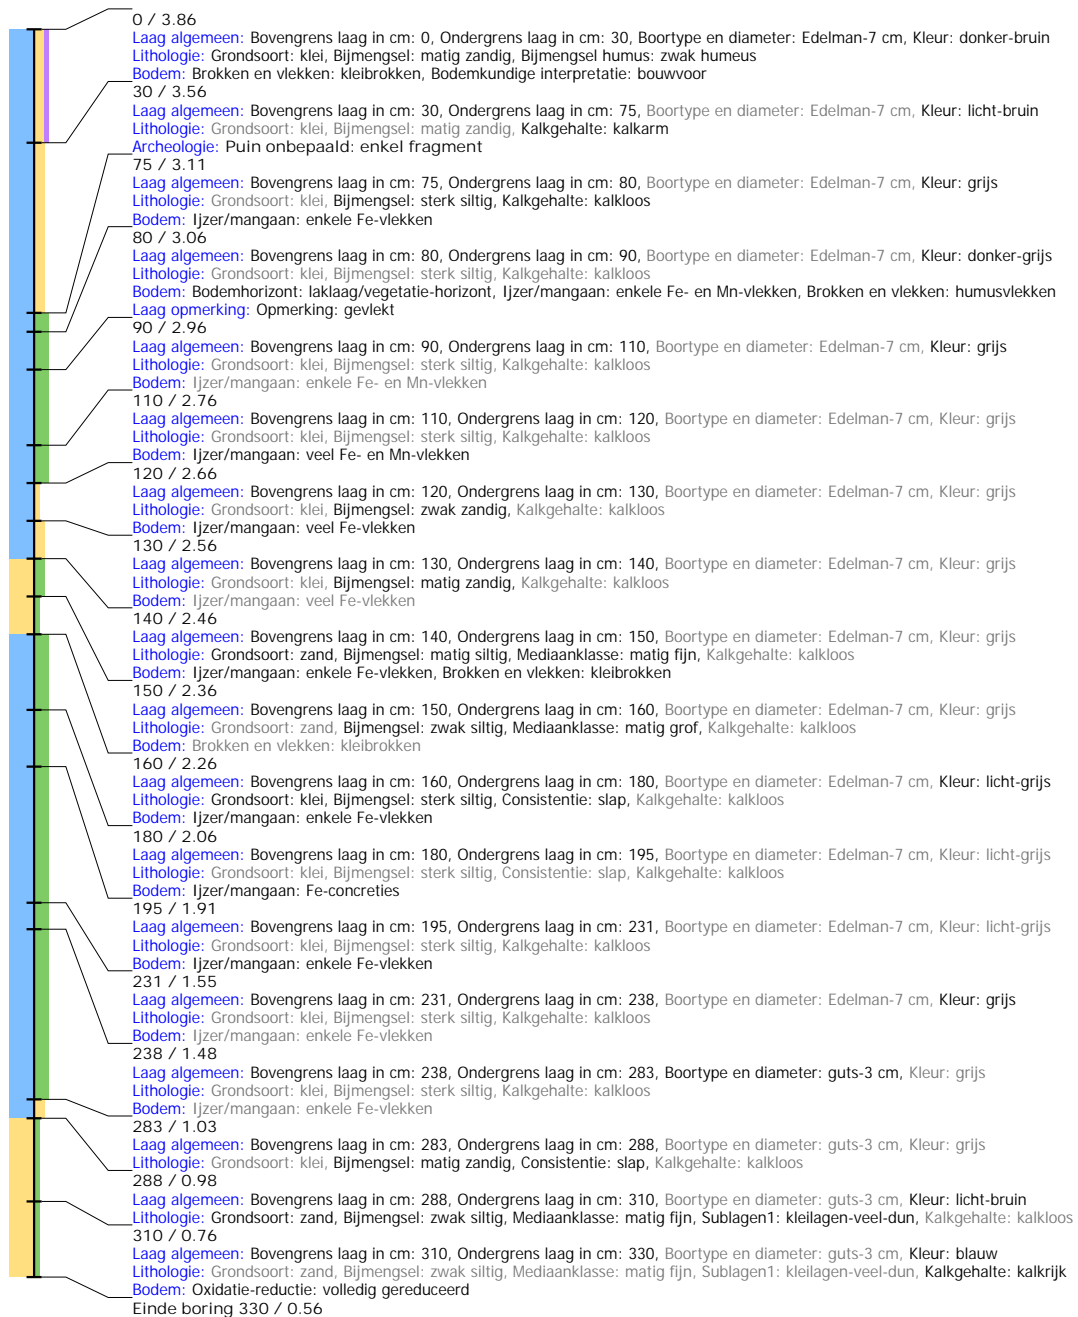 0 / 3.86
Laag algemeen: Bovengrens laag in cm: 0, Ondergrens laag in cm: 30, Boortype en diameter: Edelman-7 cm, Kleur: donker-bruin
Lithologie: Grondsoort: klei, Bijmengsel: matig zandig, Bijmengsel humus: zwak humeus
Bodem: Brokken en vlekken: kleibrokken, Bodemkundige interpretatie: bouwvoor
30 / 3.56
Laag algemeen: Bovengrens laag in cm: 30, Ondergrens laag in cm: 75, Boortype en diameter: Edelman-7 cm, Kleur: licht-bruin
Lithologie: Grondsoort: klei, Bijmengsel: matig zandig, Kalkgehalte: kalkarm
Archeologie: Puin onbepaald: enkel fragment
75 / 3.11
Laag algemeen: Bovengrens laag in cm: 75, Ondergrens laag in cm: 80, Boortype en diameter: Edelman-7 cm, Kleur: grijs
Lithologie: Grondsoort: klei, Bijmengsel: sterk siltig, Kalkgehalte: kalkloos
Bodem: Ijzer/mangaan: enkele Fe-vlekken
80 / 3.06
Laag algemeen: Bovengrens laag in cm: 80, Ondergrens laag in cm: 90, Boortype en diameter: Edelman-7 cm, Kleur: donker-grijs
Lithologie: Grondsoort: klei, Bijmengsel: sterk siltig, Kalkgehalte: kalkloos
Bodem: Bodemhorizont: laklaag/vegetatie-horizont, Ijzer/mangaan: enkele Fe- en Mn-vlekken, Brokken en vlekken: humusvlekken
Laag opmerking: Opmerking: gevlekt
90 / 2.96
Laag algemeen: Bovengrens laag in cm: 90, Ondergrens laag in cm: 110, Boortype en diameter: Edelman-7 cm, Kleur: grijs
Lithologie: Grondsoort: klei, Bijmengsel: sterk siltig, Kalkgehalte: kalkloos
Bodem: Ijzer/mangaan: enkele Fe- en Mn-vlekken
110 / 2.76
Laag algemeen: Bovengrens laag in cm: 110, Ondergrens laag in cm: 120, Boortype en diameter: Edelman-7 cm, Kleur: grijs
Lithologie: Grondsoort: klei, Bijmengsel: sterk siltig, Kalkgehalte: kalkloos
Bodem: Ijzer/mangaan: veel Fe- en Mn-vlekken
120 / 2.66
Laag algemeen: Bovengrens laag in cm: 120, Ondergrens laag in cm: 130, Boortype en diameter: Edelman-7 cm, Kleur: grijs
Lithologie: Grondsoort: klei, Bijmengsel: zwak zandig, Kalkgehalte: kalkloos
Bodem: Ijzer/mangaan: veel Fe-vlekken
130 / 2.56
Laag algemeen: Bovengrens laag in cm: 130, Ondergrens laag in cm: 140, Boortype en diameter: Edelman-7 cm, Kleur: grijs
Lithologie: Grondsoort: klei, Bijmengsel: matig zandig, Kalkgehalte: kalkloos
Bodem: Ijzer/mangaan: veel Fe-vlekken
140 / 2.46
Laag algemeen: Bovengrens laag in cm: 140, Ondergrens laag in cm: 150, Boortype en diameter: Edelman-7 cm, Kleur: grijs
Lithologie: Grondsoort: zand, Bijmengsel: matig siltig, Mediaanklasse: matig fijn, Kalkgehalte: kalkloos
Bodem: Ijzer/mangaan: enkele Fe-vlekken, Brokken en vlekken: kleibrokken
150 / 2.36
Laag algemeen: Bovengrens laag in cm: 150, Ondergrens laag in cm: 160, Boortype en diameter: Edelman-7 cm, Kleur: grijs
Lithologie: Grondsoort: zand, Bijmengsel: zwak siltig, Mediaanklasse: matig grof, Kalkgehalte: kalkloos
Bodem: Brokken en vlekken: kleibrokken
160 / 2.26
Laag algemeen: Bovengrens laag in cm: 160, Ondergrens laag in cm: 180, Boortype en diameter: Edelman-7 cm, Kleur: licht-grijs
Lithologie: Grondsoort: klei, Bijmengsel: sterk siltig, Consistentie: slap, Kalkgehalte: kalkloos
Bodem: Ijzer/mangaan: enkele Fe-vlekken
180 / 2.06
Laag algemeen: Bovengrens laag in cm: 180, Ondergrens laag in cm: 195, Boortype en diameter: Edelman-7 cm, Kleur: licht-grijs
Lithologie: Grondsoort: klei, Bijmengsel: sterk siltig, Consistentie: slap, Kalkgehalte: kalkloos
Bodem: Ijzer/mangaan: Fe-concreties
195 / 1.91
Laag algemeen: Bovengrens laag in cm: 195, Ondergrens laag in cm: 231, Boortype en diameter: Edelman-7 cm, Kleur: licht-grijs
Lithologie: Grondsoort: klei, Bijmengsel: sterk siltig, Kalkgehalte: kalkloos
Bodem: Ijzer/mangaan: enkele Fe-vlekken
231 / 1.55
Laag algemeen: Bovengrens laag in cm: 231, Ondergrens laag in cm: 238, Boortype en diameter: Edelman-7 cm, Kleur: grijs
Lithologie: Grondsoort: klei, Bijmengsel: sterk siltig, Kalkgehalte: kalkloos
Bodem: Ijzer/mangaan: enkele Fe-vlekken
238 / 1.48
Laag algemeen: Bovengrens laag in cm: 238, Ondergrens laag in cm: 283, Boortype en diameter: guts-3 cm, Kleur: grijs
Lithologie: Grondsoort: klei, Bijmengsel: sterk siltig, Kalkgehalte: kalkloos
Bodem: Ijzer/mangaan: enkele Fe-vlekken
283 / 1.03
Laag algemeen: Bovengrens laag in cm: 283, Ondergrens laag in cm: 288, Boortype en diameter: guts-3 cm, Kleur: grijs
Lithologie: Grondsoort: klei, Bijmengsel: matig zandig, Consistentie: slap, Kalkgehalte: kalkloos
288 / 0.98
Laag algemeen: Bovengrens laag in cm: 288, Ondergrens laag in cm: 310, Boortype en diameter: guts-3 cm, Kleur: licht-bruin
Lithologie: Grondsoort: zand, Bijmengsel: zwak siltig, Mediaanklasse: matig fijn, Sublagen1: kleilagen-veel-dun, Kalkgehalte: kalkloos
310 / 0.76
Laag algemeen: Bovengrens laag in cm: 310, Ondergrens laag in cm: 330, Boortype en diameter: guts-3 cm, Kleur: blauw
Lithologie: Grondsoort: zand, Bijmengsel: zwak siltig, Mediaanklasse: matig fijn, Sublagen1: kleilagen-veel-dun, Kalkgehalte: kalkrijk
Bodem: Oxidatie-reductie: volledig gereduceerd
Einde boring 330 / 0.56